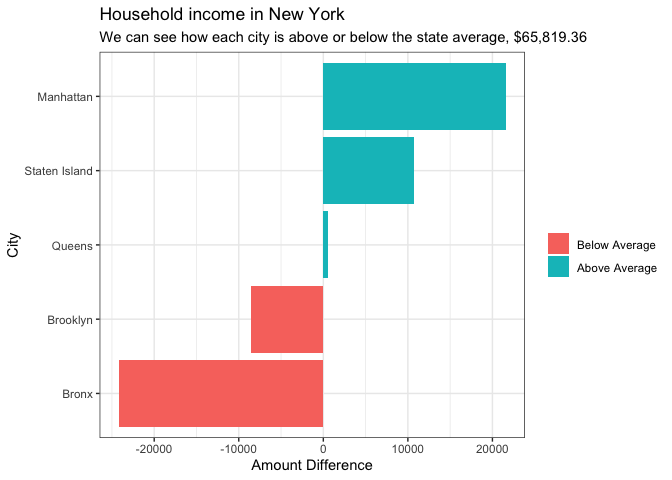 Household income in New York
We can see how each city is above or below the state average, $65,819.36
Manhattan
Staten Island
Queens
Brooklyn
Bronx
City
-20000
-10000
0
10000
20000
Amount Difference
Below Average
Above Average